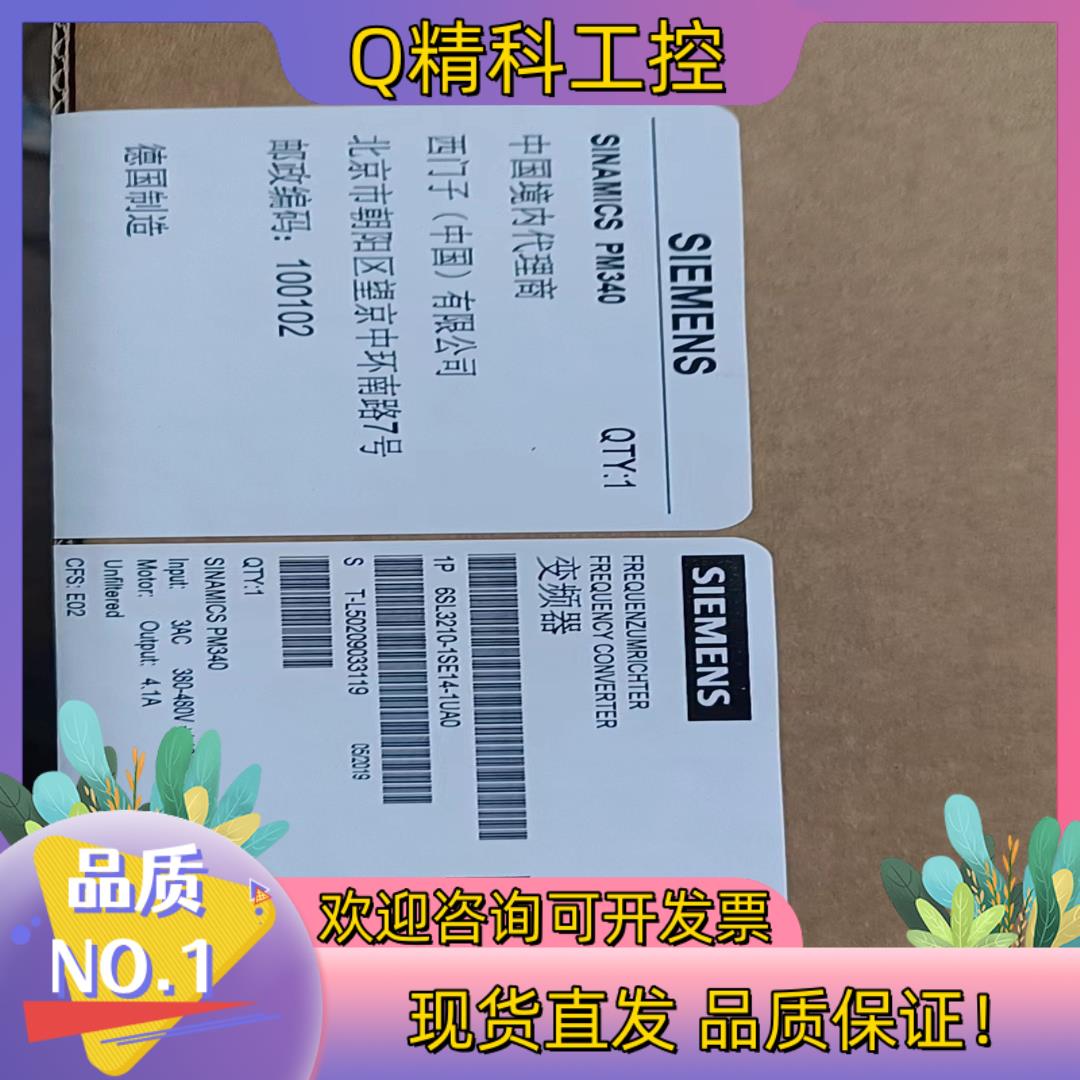 Q精科工控
SIEMENS
SINAMICS PM340 QTY:1
中国境内代理商
西门子（中国）有限公司
北京市朝阳区望京中环南路7号
邮政编码：100102
德国制造
SIEMENS
FREQUENZUMRICHTER
FREQUENCY CONVERTER
变频器
1P 6SL3210-1SE14-1UA0
S T-L50209033119 05/2019
QTY:1
SINAMICS PM340
Input: 3AC 380-480V
Motor: Output: 4.1A
Unfiltered
CFS: E02
品质
NO.1
欢迎咨询可开发票
现货直发 品质保证！